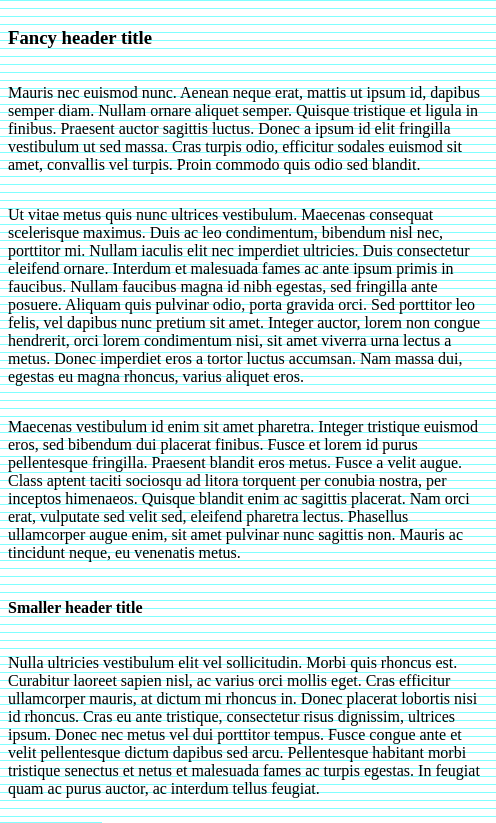 Fancy header title
Mauris nec euismod nunc. Aenean neque erat, mattis ut ipsum id, dapibus
semper diam. Nullam ornare aliquet semper. Quisque tristique et ligula in
finibus. Praesent auctor sagittis luctus. Donec a ipsum id elit fringilla
vestibulum ut sed massa. Cras turpis odio, efficitur sodales euismod sit
amet, convallis vel turpis. Proin commodo quis odio sed blandit.
Ut vitae metus quis nunc ultrices vestibulum. Maecenas consequat
scelerisque maximus. Duis ac leo condimentum, bibendum nisl nec,
porttitor mi. Nullam iaculis elit nec imperdiet ultricies. Duis consectetur
eleifend ornare. Interdum et malesuada fames ac ante ipsum primis in
faucibus. Nullam faucibus magna id nibh egestas, sed fringilla ante
posuere. Aliquam quis pulvinar odio, porta gravida orci. Sed porttitor leo
felis, vel dapibus nunc pretium sit amet. Integer auctor, lorem non congue
hendrerit, orci lorem condimentum nisi, sit amet viverra urna lectus a
metus. Donec imperdiet eros a tortor luctus accumsan. Nam massa dui,
egestas eu magna rhoncus, varius aliquet eros.
Maecenas vestibulum id enim sit amet pharetra. Integer tristique euismod
eros, sed bibendum dui placerat finibus. Fusce et lorem id purus
pellentesque fringilla. Praesent blandit eros metus. Fusce a velit augue.
Class aptent taciti sociosqu ad litora torquent per conubia nostra, per
inceptos himenaeos. Quisque blandit enim ac sagittis placerat. Nam orci
erat, vulputate sed velit sed, eleifend pharetra lectus. Phasellus
ullamcorper augue enim, sit amet pulvinar nunc sagittis non. Mauris ac
tincidunt neque, eu venenatis metus.
Smaller header title
Nulla ultricies vestibulum elit vel sollicitudin. Morbi quis rhoncus est.
Curabitur laoreet sapien nisl, ac varius orci mollis eget. Cras efficitur
ullamcorper mauris, at dictum mi rhoncus in. Donec placerat lobortis nisi
id rhoncus. Cras eu ante tristique, consectetur risus dignissim, ultrices
ipsum. Donec nec metus vel dui porttitor tempus. Fusce congue ante et
velit pellentesque dictum dapibus sed arcu. Pellentesque habitant morbi
tristique senectus et netus et malesuada fames ac turpis egestas. In feugiat
quam ac purus auctor, ac interdum tellus feugiat.